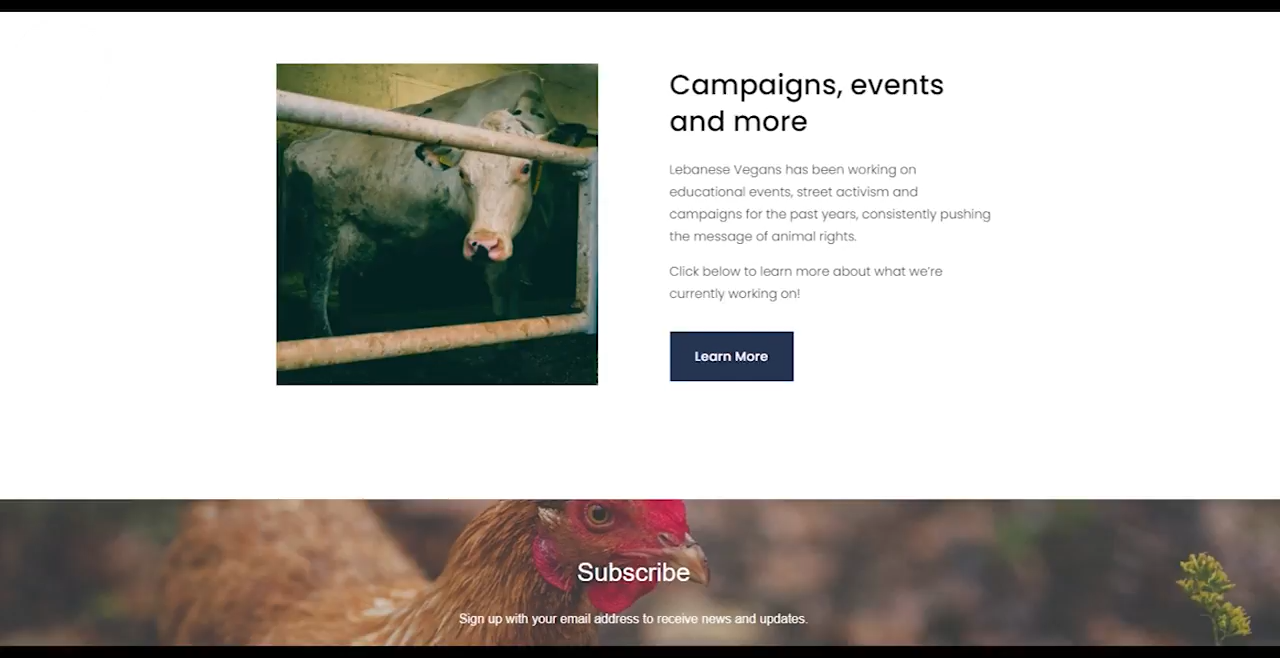 Campaigns, events
and more
Lebanese Vegans has been working on
educational events, street activism and
campaigns for the past years, consistently pushing
the message of animal rights.
Click below to learn more about what we're
currently working on!
Learn More
Subscribe
Sign up with your email address to receive news and updates.